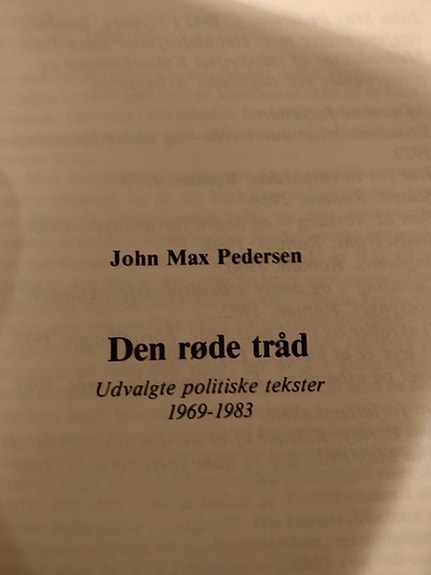 John Max Pedersen
Den røde tråd
Udvalgte politiske tekster
1969-1983